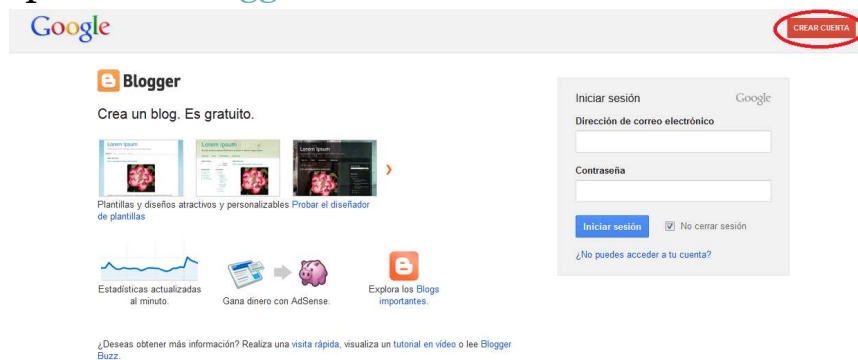 Google
CREAR CUENTA
Blogger
Crea un blog. Es gratuito.
Lorem Ipsum
Lorem Ipsum
Lorem Ipsum
Plantillas y diseños atractivos y personalizables Probar el diseñador
de plantillas
Estadísticas actualizadas
al minuto.
Gana dinero con AdSense.
Explora los Blogs
importantes.
¿Deseas obtener más información? Realiza una visita rápida, visualiza un tutorial en vídeo o lee Blogger
Buzz.
Iniciar sesión Google
Dirección de correo electrónico
Contraseña
Iniciar sesión No cerrar sesión
¿No puedes acceder a tu cuenta?